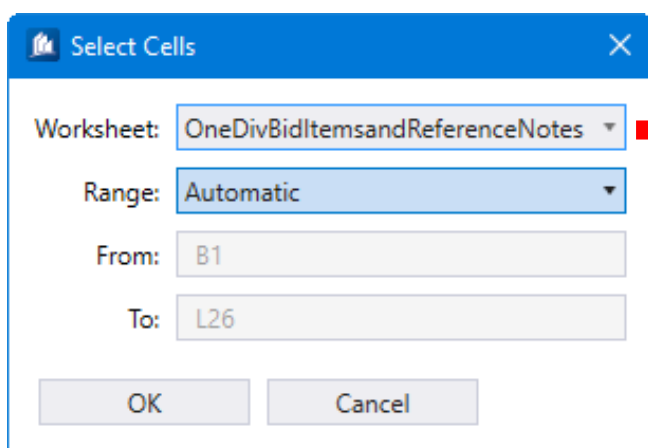 Select Cells
Worksheet: OneDivBidItemsandReferenceNotes
Range: Automatic
From: B1
To: L26
OK Cancel